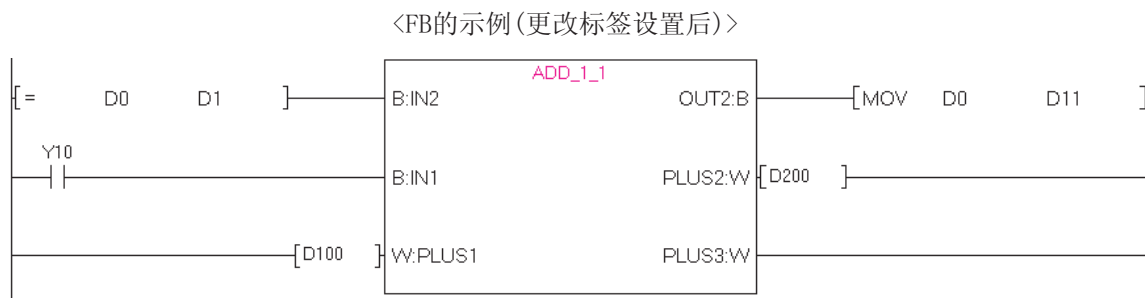 <FB的示例(更改标签设置后)>
ADD_1_1
[= D0 D1 ] B:IN2 OUT2:B [MOV D0 D11 ]
Y10
B:IN1 PLUS2:W [D200 ]
[D100 ] W:PLUS1 PLUS3:W